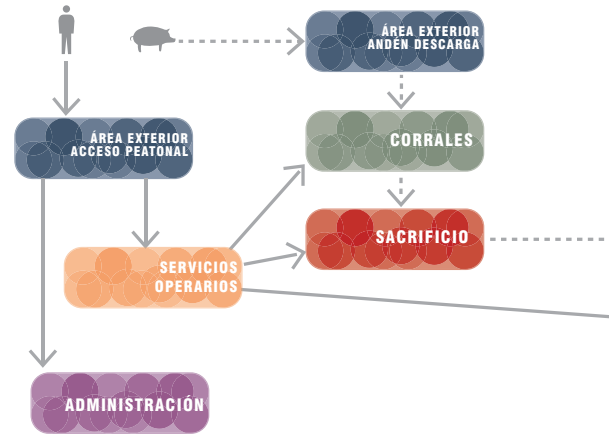 ÁREA EXTERIOR
ANDÉN DESCARGA
CORRALES
ÁREA EXTERIOR
ACCESO PEATONAL
SACRIFICIO
SERVICIOS
OPERARIOS
ADMINISTRACIÓN